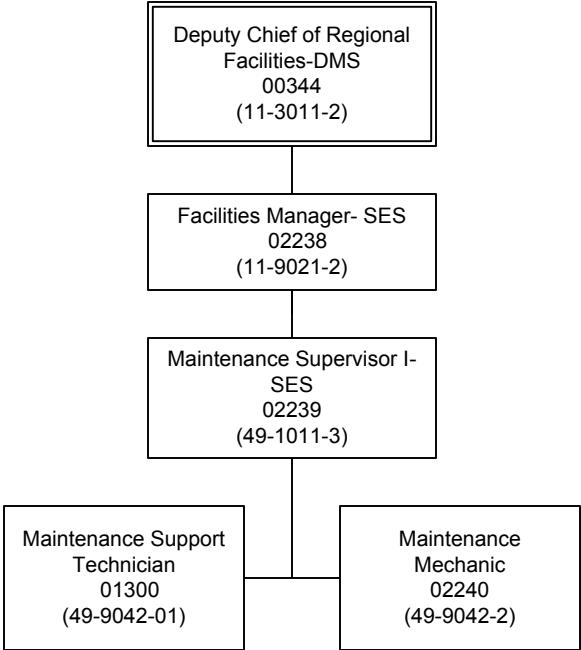 Deputy Chief of Regional
Facilities-DMS
00344
(11-3011-2)
Facilities Manager- SES
02238
(11-9021-2)
Maintenance Supervisor I-
SES
02239
(49-1011-3)
Maintenance Support
Technician
01300
(49-9042-01)
Maintenance
Mechanic
02240
(49-9042-2)